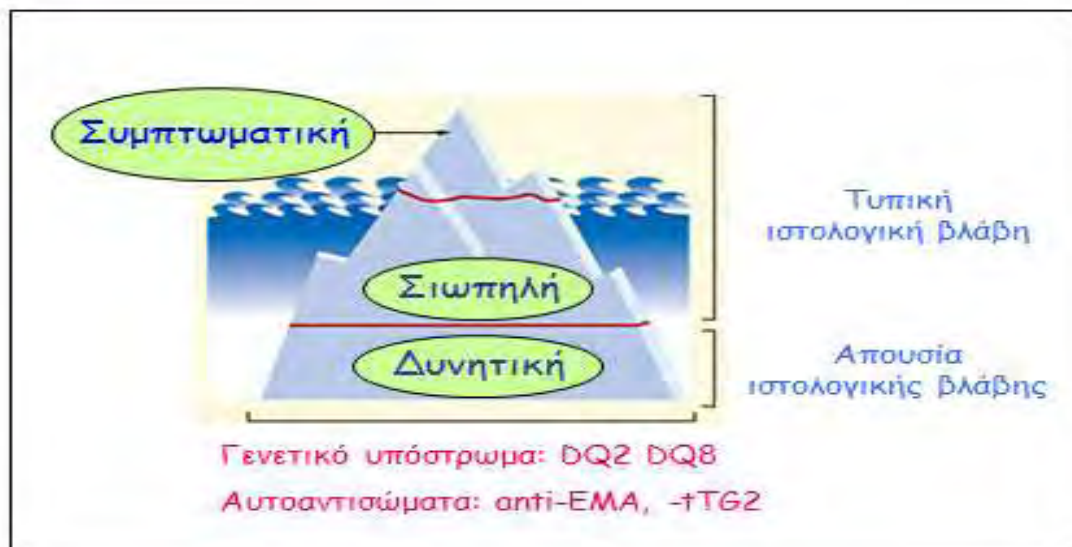 Συμπτωματική
Τυπική
ιστολογική βλάβη
Σιωπηλή
Δυνητική
Απουσία
ιστολογικής βλάβης
Γενετικό υπόστρωμα: DQ2 DQ8
Αυτοαντισώματα: anti-EMA, -tTG2